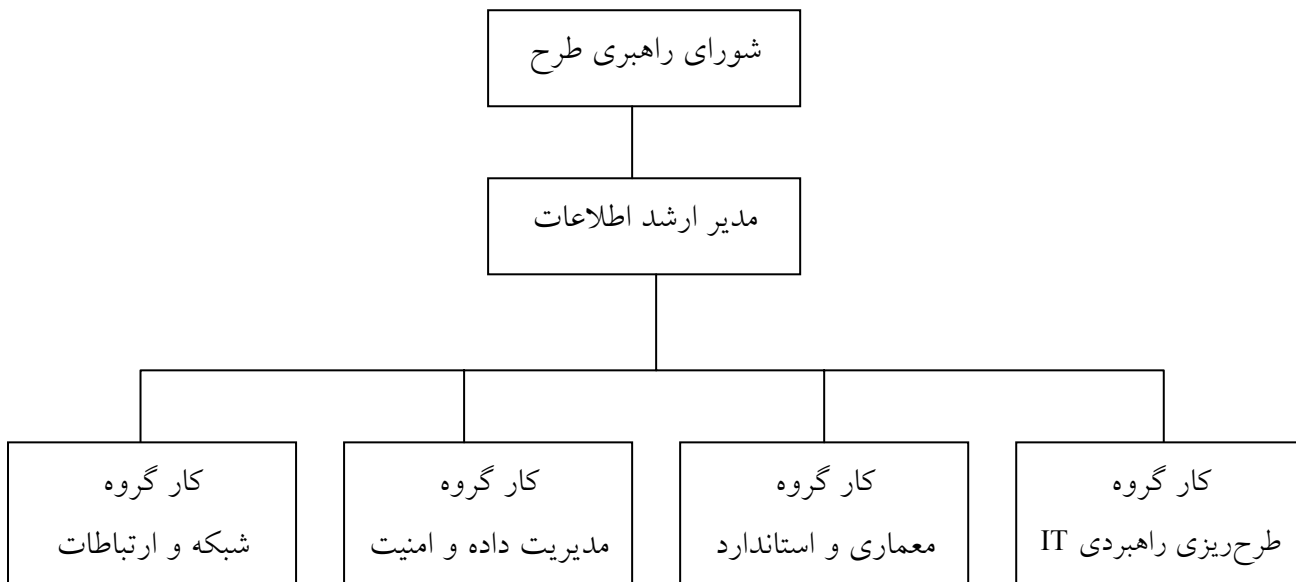 شورای راهبری طرح
مدیر ارشد اطلاعات
کار گروه
طرح‌ریزی راهبردی IT
کار گروه
معماری و استاندارد
کار گروه
مدیریت داده و امنیت
کار گروه
شبکه و ارتباطات